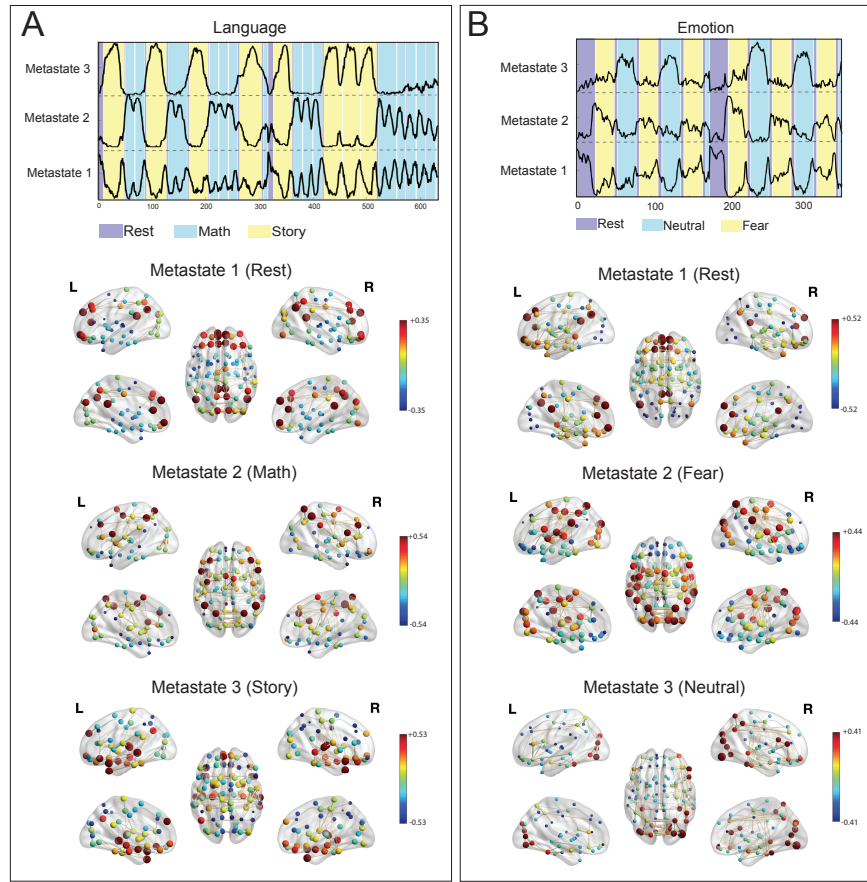 A
Language
Metastate 3
Metastate 2
Metastate 1
0 100 200 300 400 500 600
Rest Math Story
Metastate 1 (Rest)
L R
+0.35
-0.35
Metastate 2 (Math)
L R
+0.54
-0.54
Metastate 3 (Story)
L R
+0.53
-0.53
B
Emotion
Metastate 3
Metastate 2
Metastate 1
0 100 200 300
Rest Neutral Fear
Metastate 1 (Rest)
L R
+0.52
-0.52
Metastate 2 (Fear)
L R
+0.44
-0.44
Metastate 3 (Neutral)
L R
+0.41
-0.41